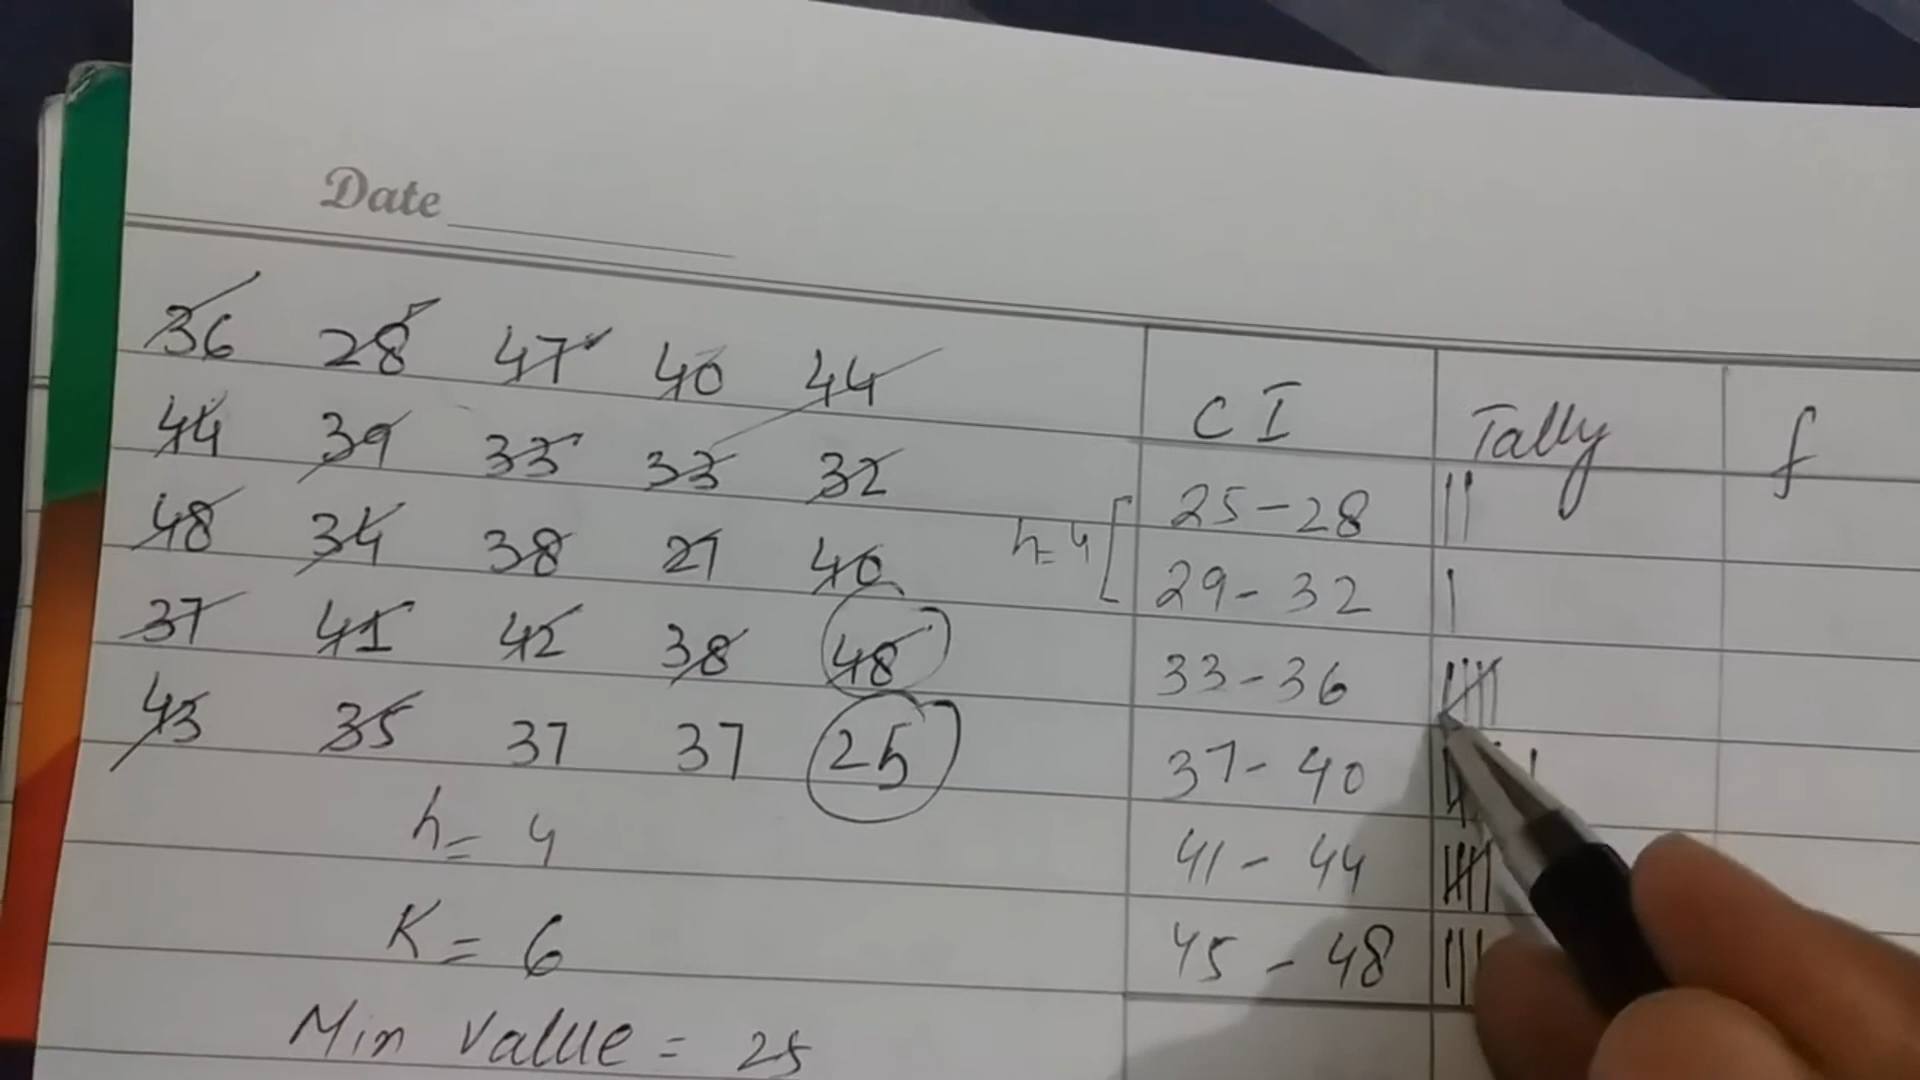 Date
36 28 47 40 44
44 39 33 33 32
48 34 38 27 40
37 41 42 38 48
43 35 37 37 25
h = 4
K = 6
Min Value = 25
CI Tally f
h = 4
25 - 28 ||
29 - 32 |
33 - 36
37 - 40
41 - 44
45 - 48 |||